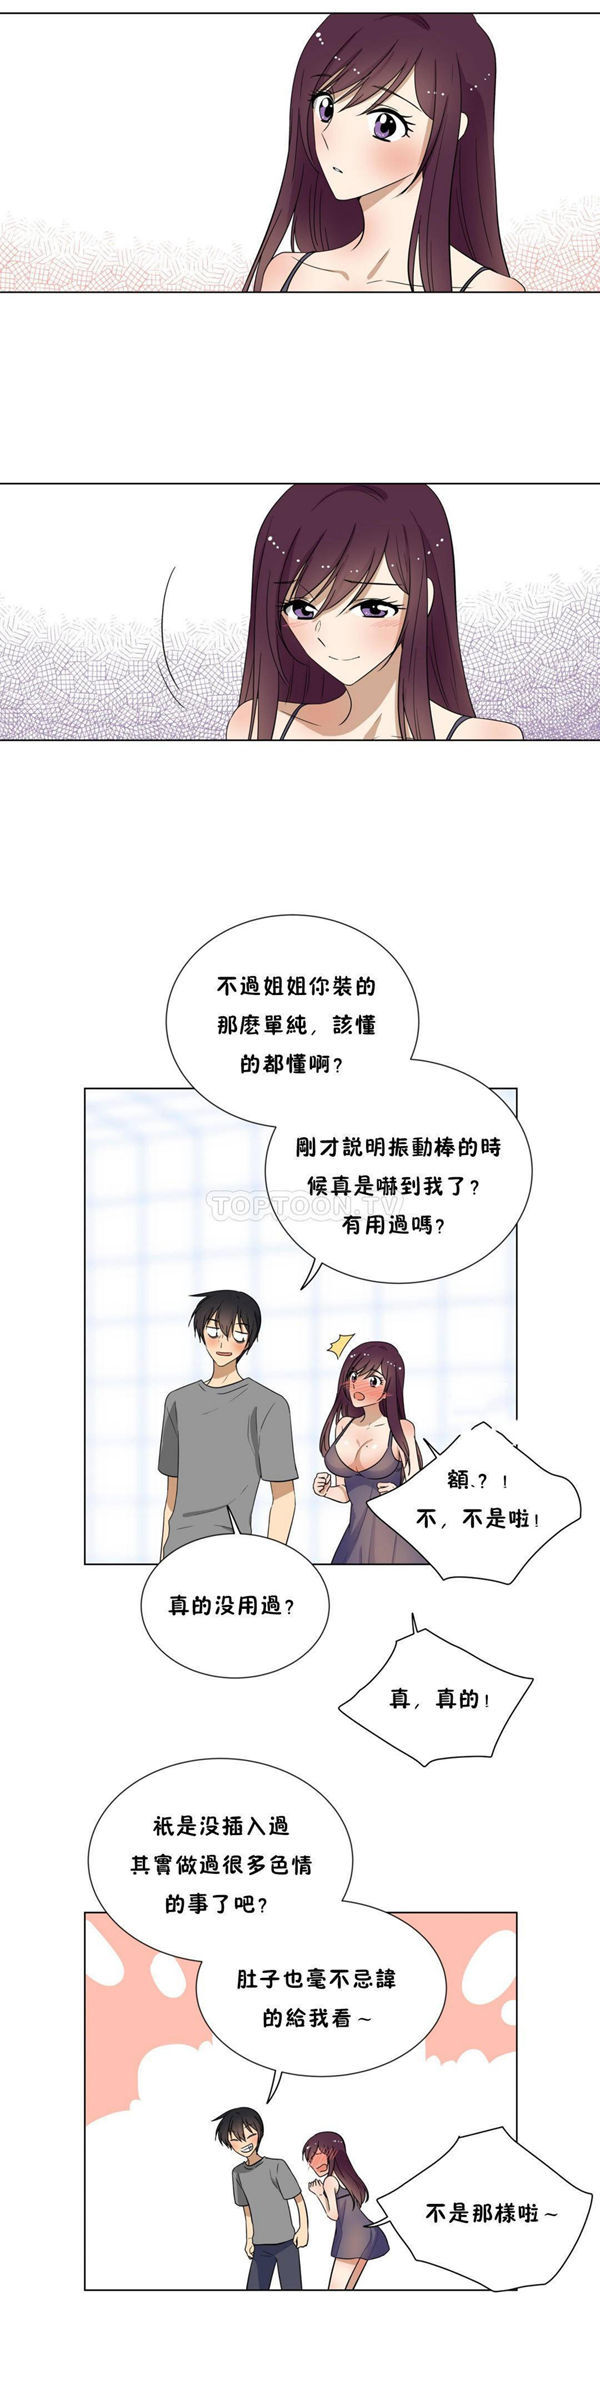 不過姐姐你裝的
那麽單純，該懂
的都懂啊？
剛才説明振動棒的時
候真是嚇到我了？
有用過嗎？
TOPTOON.TV
額.？！
不，不是啦！
真的没用過？
真，真的！
祇是没插入過
其實做過很多色情
的事了吧？
肚子也毫不忌諱
的給我看～
不是那樣啦～